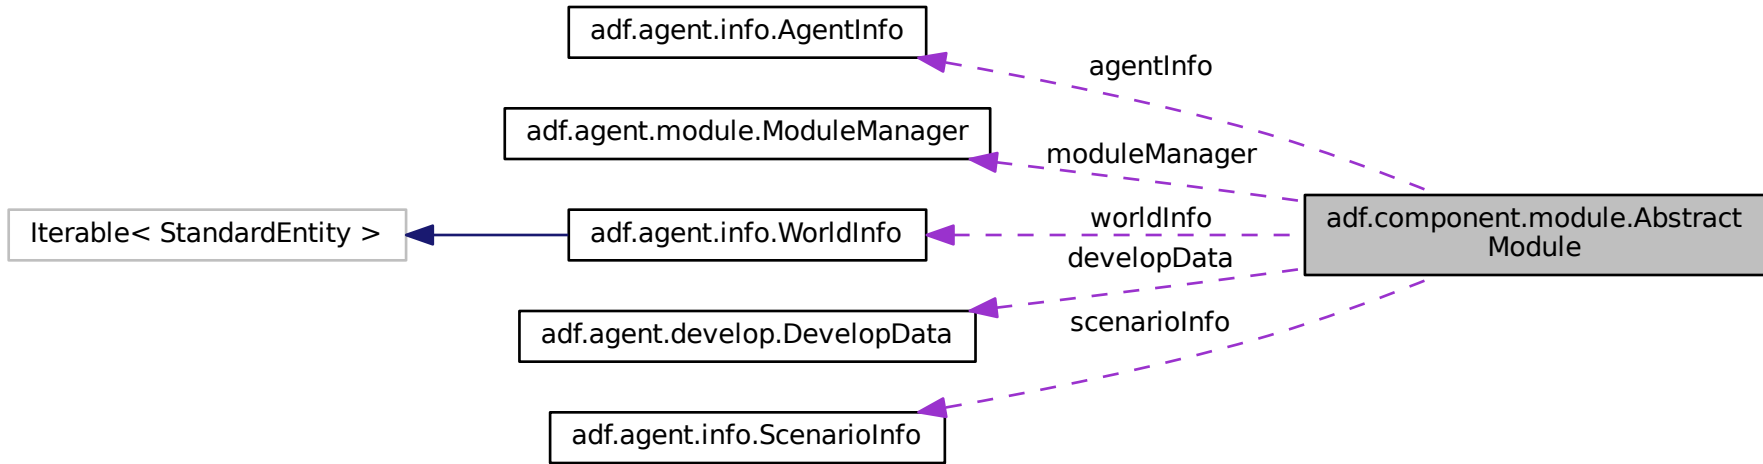 adf.agent.info.AgentInfo
agentInfo
adf.agent.module.ModuleManager
moduleManager
Iterable< StandardEntity >
adf.agent.info.WorldInfo
worldInfo
adf.component.module.Abstract
Module
developData
adf.agent.develop.DevelopData
scenarioInfo
adf.agent.info.ScenarioInfo